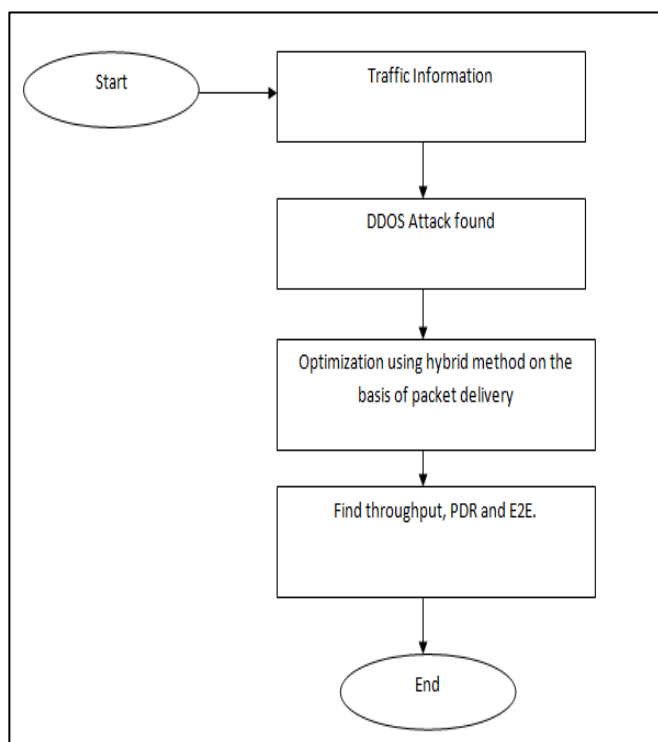 Start
Traffic Information
DDOS Attack found
Optimization using hybrid method on the
basis of packet delivery
Find throughput, PDR and E2E.
End